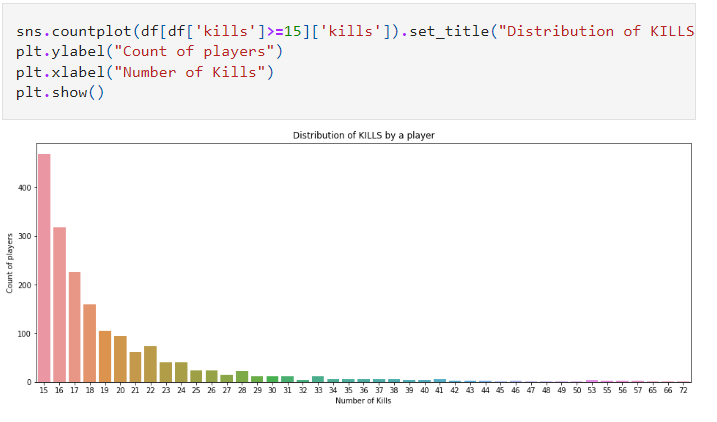 sns.countplot(df[df['kills']>=15]['kills']).set_title("Distribution of KILLS
plt.ylabel("Count of players")
plt.xlabel("Number of Kills")
plt.show()
Distribution of KILLS by a player
Count of players
400
300
200
100
0
15 16 17 18 19 20 21 22 23 24 25 26 27 28 29 30 31 32 33 34 35 36 37 38 39 40 41 42 43 44 45 46 47 48 49 50 53 55 56 57 65 66 72
Number of Kills